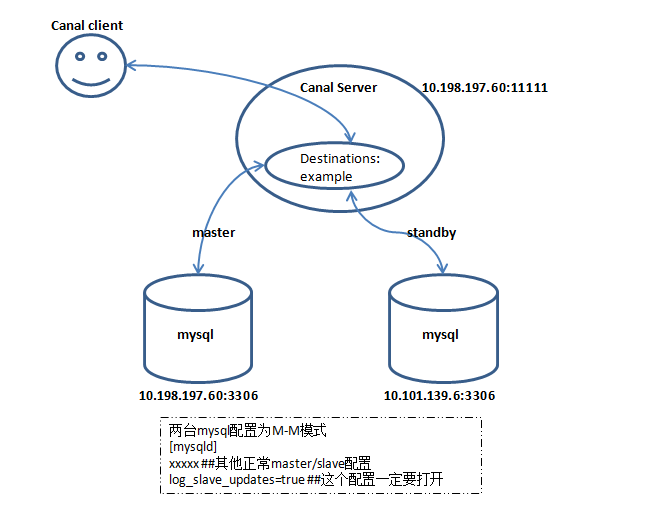 Canal client
Canal Server
10.198.197.60:11111
Destinations:
example
master
standby
mysql
mysql
10.198.197.60:3306
10.101.139.6:3306
两台mysql配置为M-M模式
[mysqld]
xxxxx ##其他正常master/slave配置
log_slave_updates=true ##这个配置一定要打开